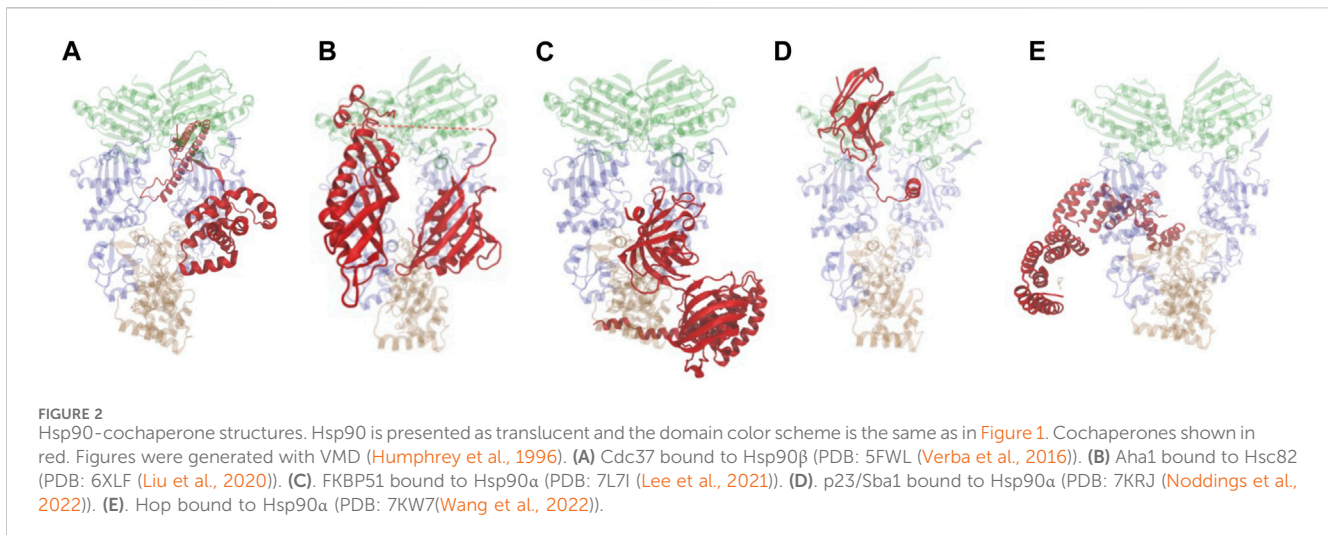 A B C D E
FIGURE 2
Hsp90-cochaperone structures. Hsp90 is presented as translucent and the domain color scheme is the same as in Figure 1. Cochaperones shown in
red. Figures were generated with VMD (Humphrey et al., 1996). (A) Cdc37 bound to Hsp90β (PDB: 5FWL (Verba et al., 2016)). (B) Aha1 bound to Hsc82
(PDB: 6XLF (Liu et al., 2020)). (C). FKBP51 bound to Hsp90α (PDB: 7L7I (Lee et al., 2021)). (D). p23/Sba1 bound to Hsp90α (PDB: 7KRJ (Noddings et al.,
2022)). (E). Hop bound to Hsp90α (PDB: 7KW7(Wang et al., 2022)).